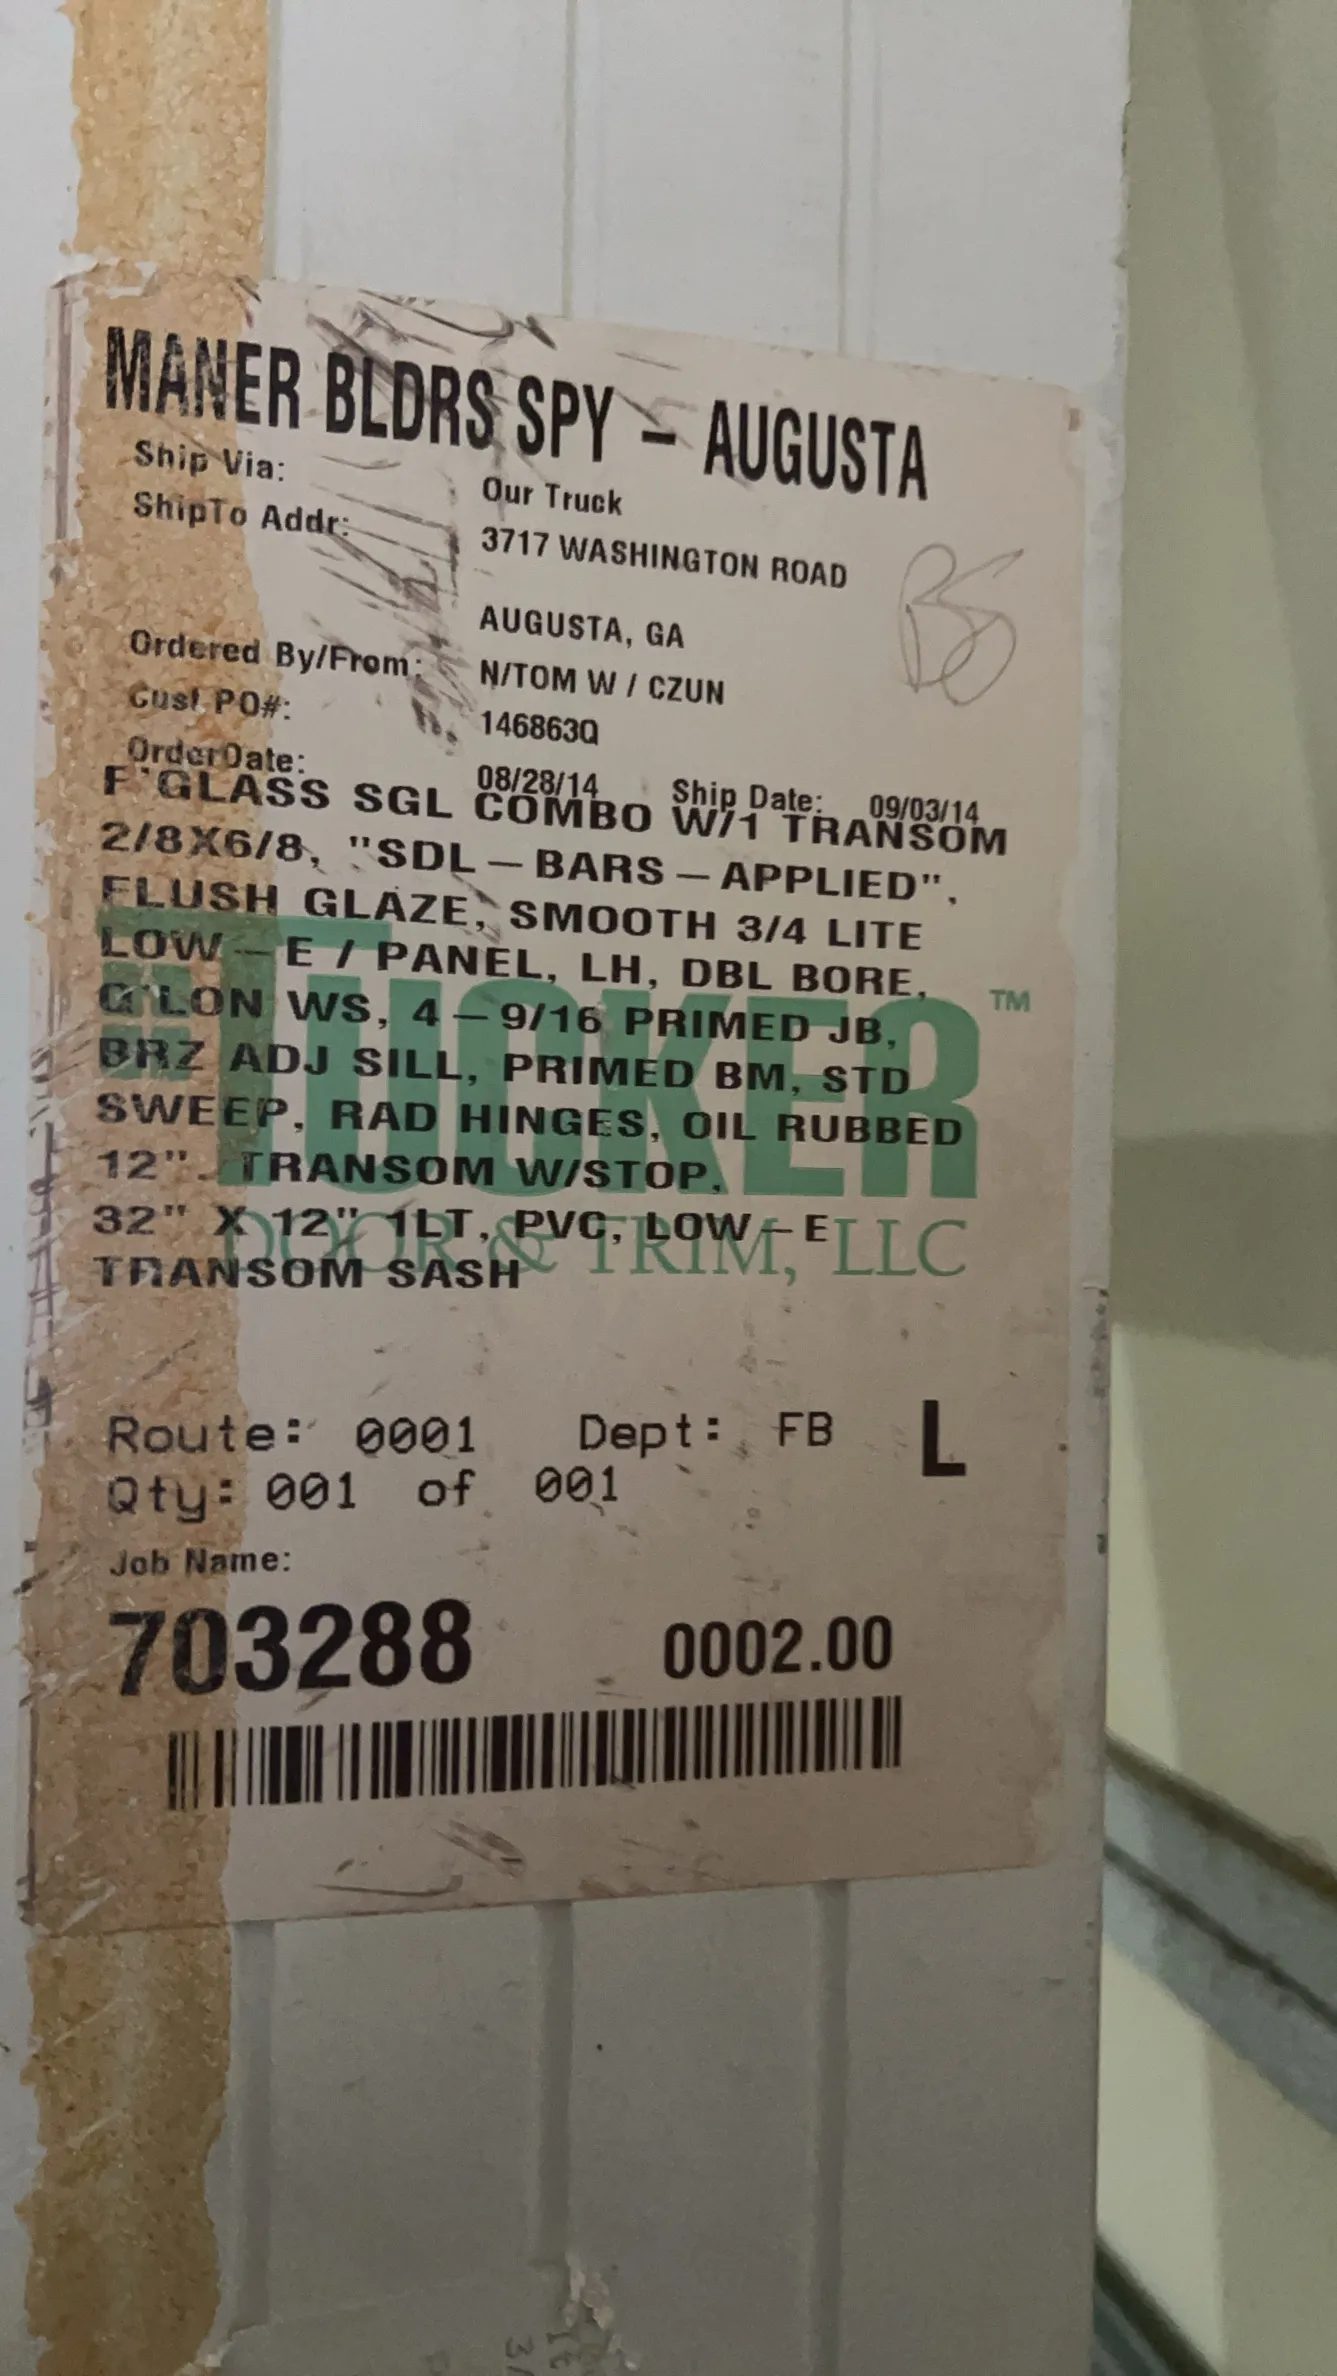 MANER BLDRS SPY - AUGUSTA
Ship Via: Our Truck
ShipTo Addr: 3717 WASHINGTON ROAD
AUGUSTA, GA
Ordered By/From: N/TOM W / CZUN
Cust PO#: 146863Q
OrderDate: 08/28/14 Ship Date: 09/03/14
F'GLASS SGL COMBO W/1 TRANSOM
2/8X6/8, "SDL-BARS-APPLIED",
FLUSH GLAZE, SMOOTH 3/4 LITE
LOW-E / PANEL, LH, DBL BORE,
Q'LON WS, 4-9/16 PRIMED JB,
BRZ ADJ SILL, PRIMED BM, STD
SWEEP, RAD HINGES, OIL RUBBED
12". TRANSOM W/STOP,
32" X 12" 1LT, PVC, LOW-E
TRANSOM SASH
TUCKER ™
DOOR & TRIM, LLC
Route: 0001 Dept: FB L
Qty: 001 of 001
Job Name:
703288 0002.00